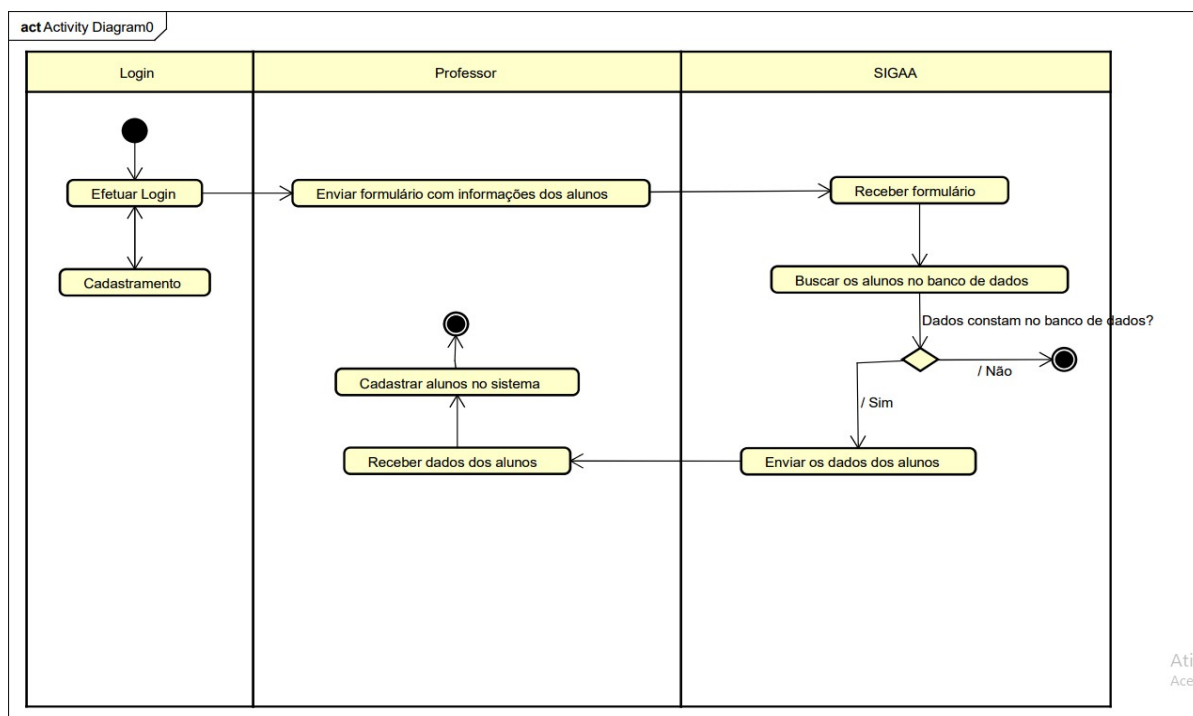 act Activity Diagram0
Login
Professor
SIGAA
Efetuar Login
Enviar formulário com informações dos alunos
Receber formulário
Cadastramento
Buscar os alunos no banco de dados
Dados constam no banco de dados?
/ Não
Cadastrar alunos no sistema
/ Sim
Receber dados dos alunos
Enviar os dados dos alunos
Ati
Ace